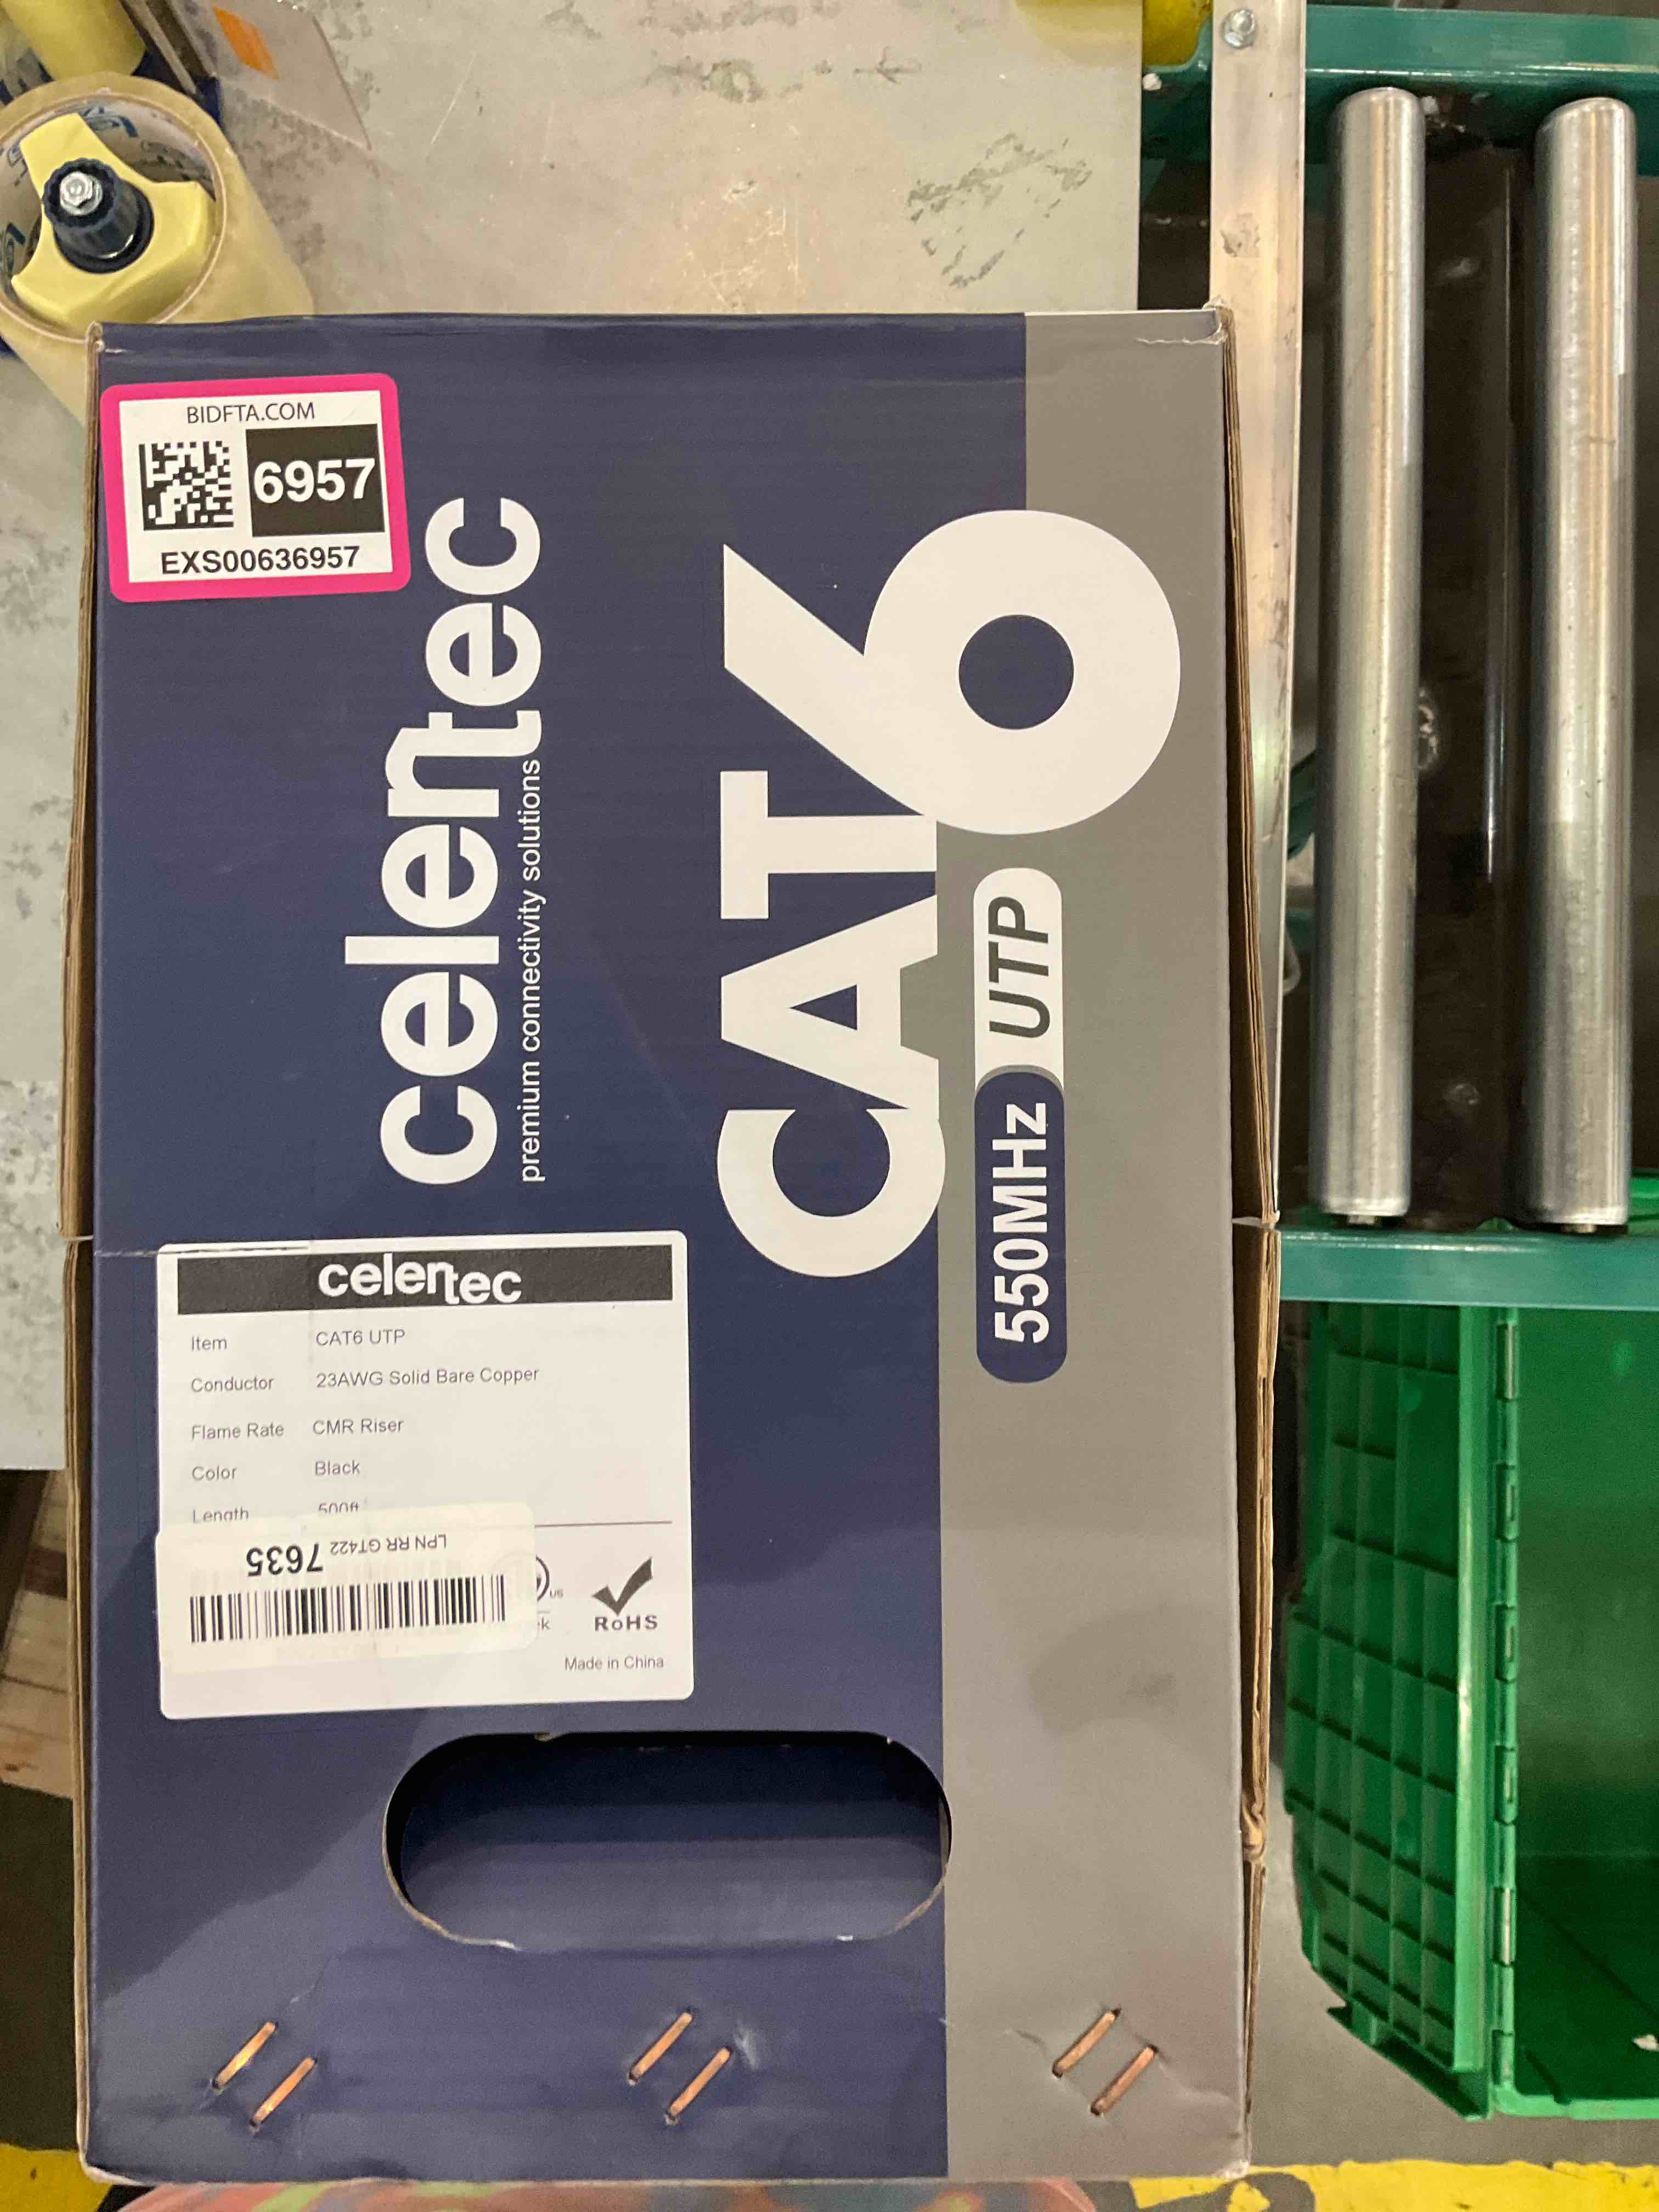 BIDFTA.COM
6957
EXS00636957
celentec
premium connectivity solutions
CAT6
550MHz UTP
celentec
Item CAT6 UTP
Conductor 23AWG Solid Bare Copper
Flame Rate CMR Riser
Color Black
Length 500ft
LPN RR GT422 7635
US
RoHS
Made in China